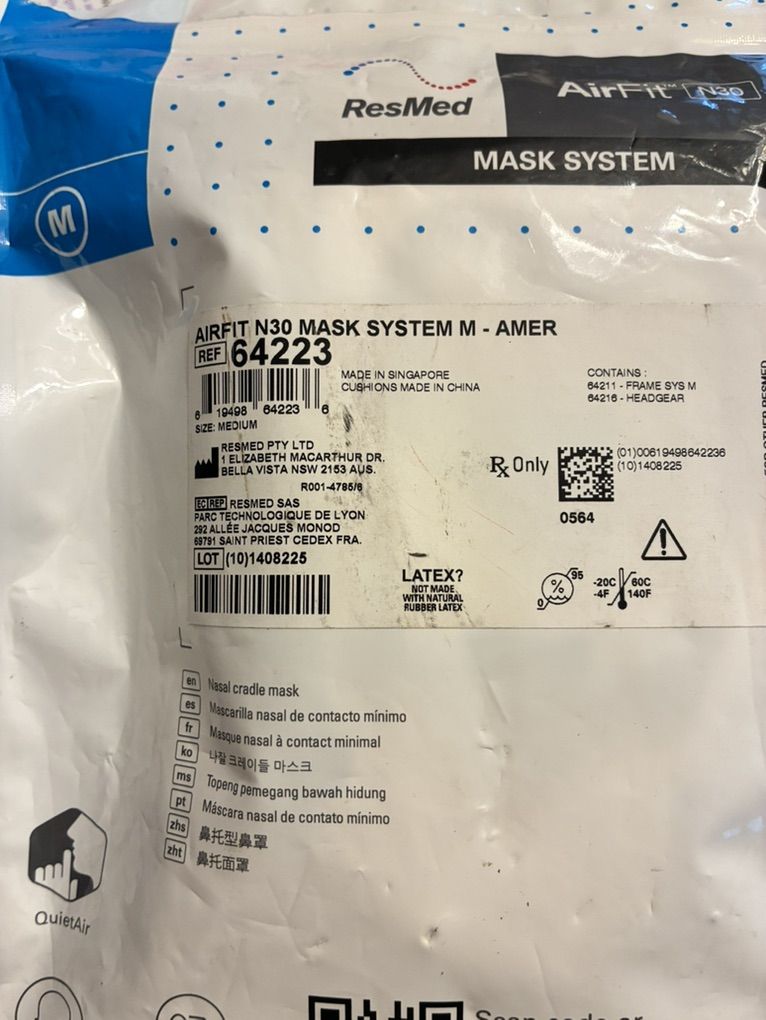 ResMed
AirFit™ N30
MASK SYSTEM
M
AIRFIT N30 MASK SYSTEM M - AMER
REF 64223
MADE IN SINGAPORE
CUSHIONS MADE IN CHINA
CONTAINS :
64211 - FRAME SYS M
64216 - HEADGEAR
6 19498 64223 6
SIZE: MEDIUM
RESMED PTY LTD
1 ELIZABETH MACARTHUR DR.
BELLA VISTA NSW 2153 AUS.
R001-4785/6
Rx Only
(01)00619498642236
(10)1408225
0564
EC REP RESMED SAS
PARC TECHNOLOGIQUE DE LYON
292 ALLÉE JACQUES MONOD
69791 SAINT PRIEST CEDEX FRA.
LOT (10)1408225
LATEX?
NOT MADE
WITH NATURAL
RUBBER LATEX
0 % 95
-20C 60C
-4F 140F
en Nasal cradle mask
es Mascarilla nasal de contacto mínimo
fr Masque nasal à contact minimal
ko 나잘 크레이들 마스크
ms Topeng pemegang bawah hidung
pt Máscara nasal de contato mínimo
zhs 鼻托型鼻罩
zht 鼻托面罩
QuietAir
Scan code or